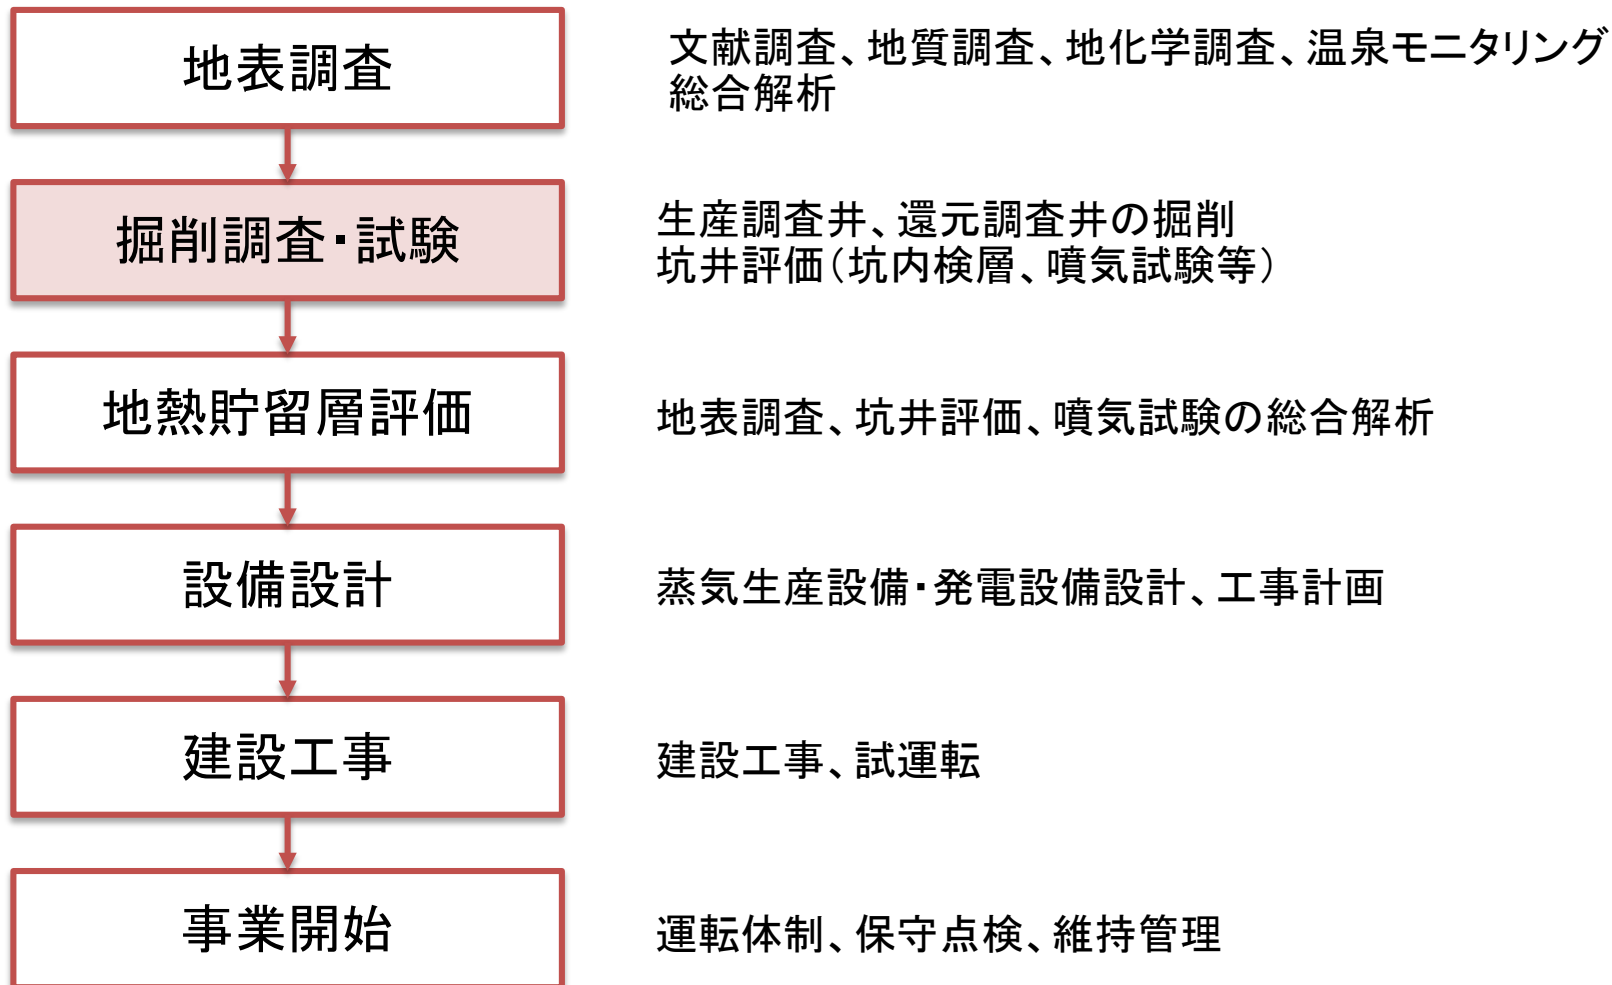 地表調査
文献調査、地質調査、地化学調査、温泉モニタリング
総合解析
掘削調査・試験
生産調査井、還元調査井の掘削
坑井評価（坑内検層、噴気試験等）
地熱貯留層評価
地表調査、坑井評価、噴気試験の総合解析
設備設計
蒸気生産設備・発電設備設計、工事計画
建設工事
建設工事、試運転
事業開始
運転体制、保守点検、維持管理